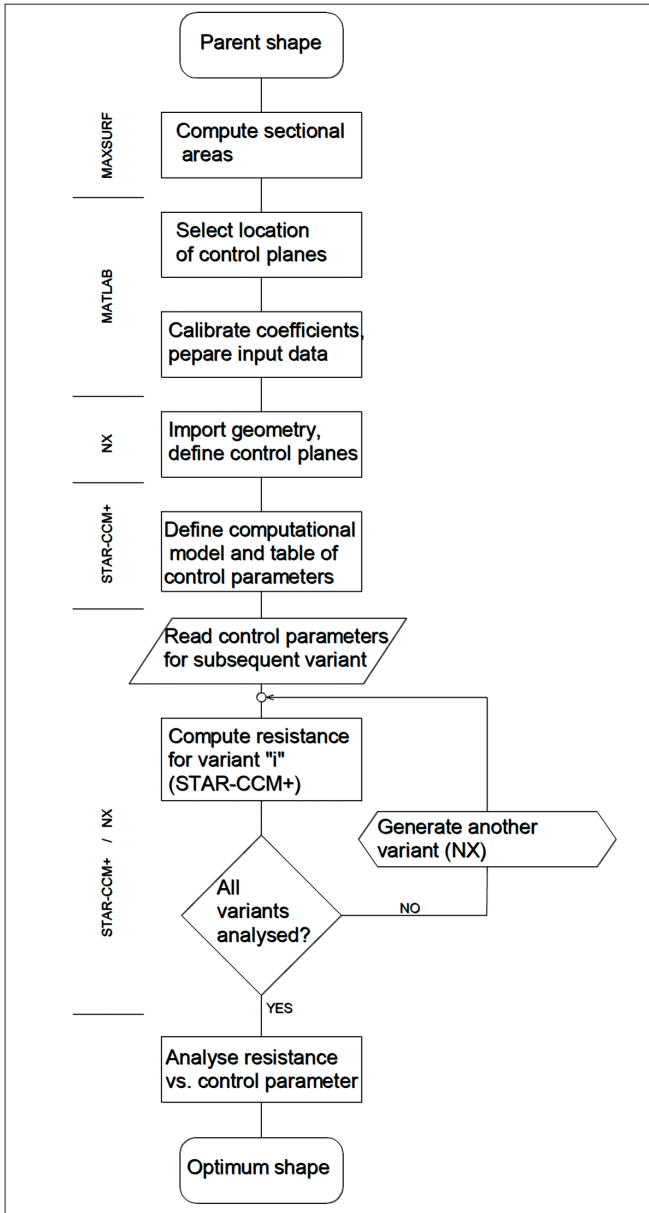 Parent shape
MAXSURF
Compute sectional
areas
MATLAB
Select location
of control planes
Calibrate coefficients,
pepare input data
NX
Import geometry,
define control planes
STAR-CCM+
Define computational
model and table of
control parameters
Read control parameters
for subsequent variant
STAR-CCM+ / NX
Compute resistance
for variant "i"
(STAR-CCM+)
Generate another
variant (NX)
All
variants
analysed?
NO
YES
Analyse resistance
vs. control parameter
Optimum shape